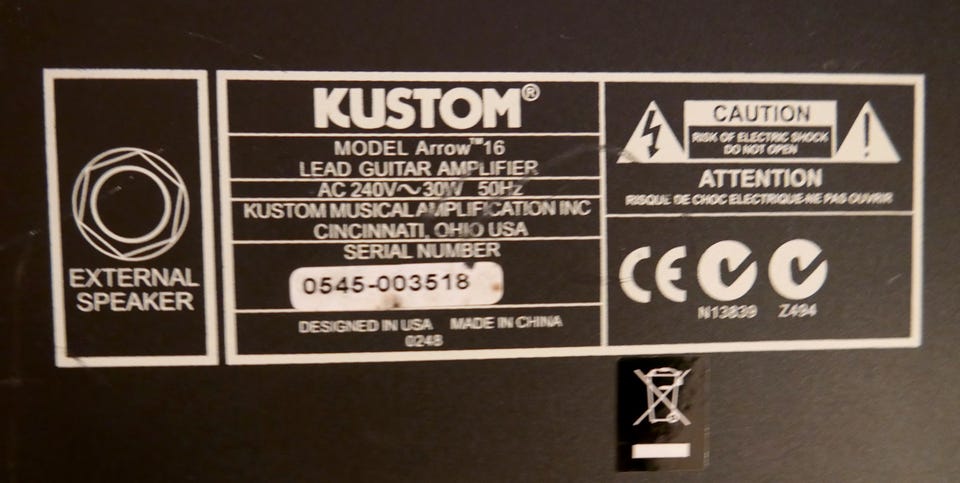 EXTERNAL
SPEAKER
KUSTOM®
MODEL Arrow™16
LEAD GUITAR AMPLIFIER
AC 240V～30W 50Hz
KUSTOM MUSICAL AMPLIFICATION INC
CINCINNATI, OHIO USA
SERIAL NUMBER
0545-003518
DESIGNED IN USA MADE IN CHINA
0248
CAUTION
RISK OF ELECTRIC SHOCK
DO NOT OPEN
ATTENTION
RISQUE DE CHOC ELECTRIQUE-NE PAS OUVRIR
CE
N13839 Z494